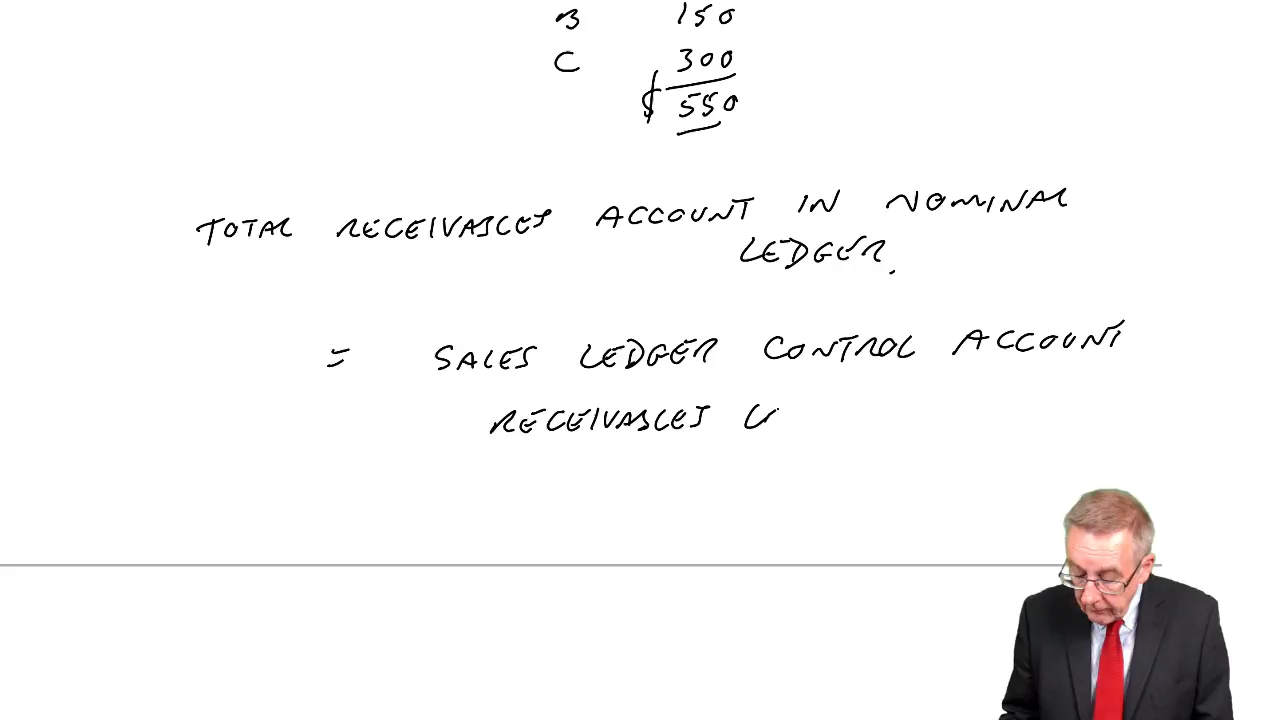 B 150
C 300
$ 550
TOTAL RECEIVABLES ACCOUNT IN NOMINAL
LEDGER.
= SALES LEDGER CONTROL ACCOUNT
RECEIVABLES